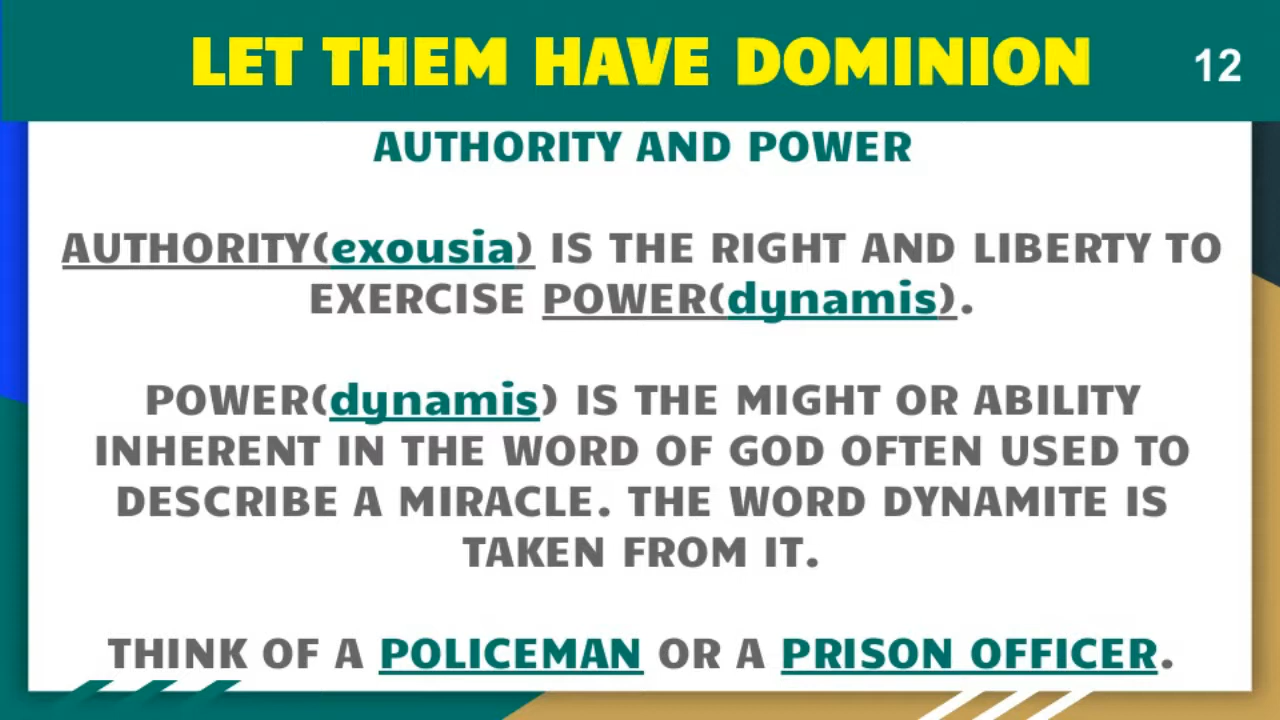 LET THEM HAVE DOMINION
12
AUTHORITY AND POWER
AUTHORITY(exousia) IS THE RIGHT AND LIBERTY TO
EXERCISE POWER(dynamis).
POWER(dynamis) IS THE MIGHT OR ABILITY
INHERENT IN THE WORD OF GOD OFTEN USED TO
DESCRIBE A MIRACLE. THE WORD DYNAMITE IS
TAKEN FROM IT.
THINK OF A POLICEMAN OR A PRISON OFFICER.